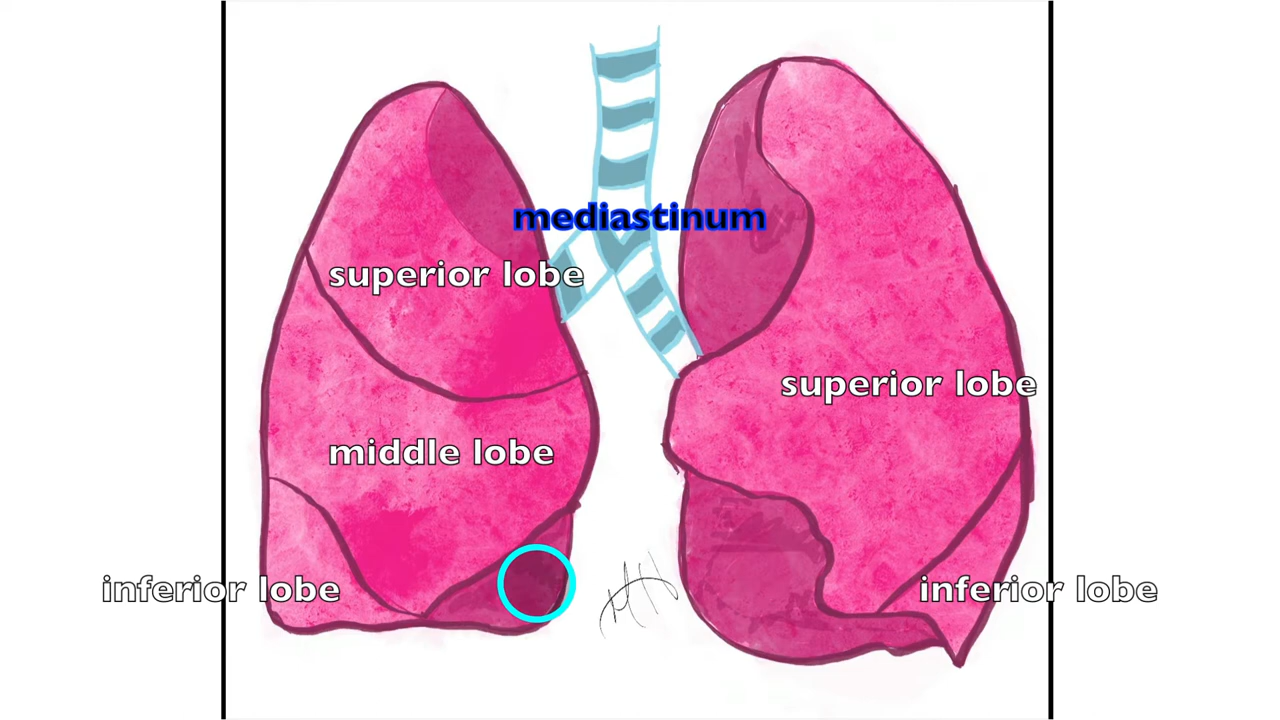 mediastinum
superior lobe
superior lobe
middle lobe
inferior lobe
inferior lobe